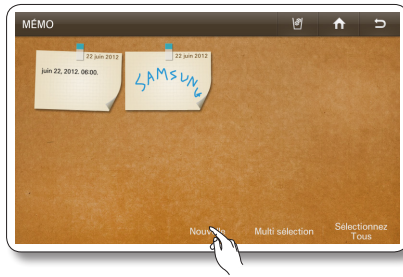 MÉMO
22 juin 2012
juin 22, 2012. 06:00.
22 juin 2012
SAMSUNG
Multi sélection
Sélectionnez
Tous